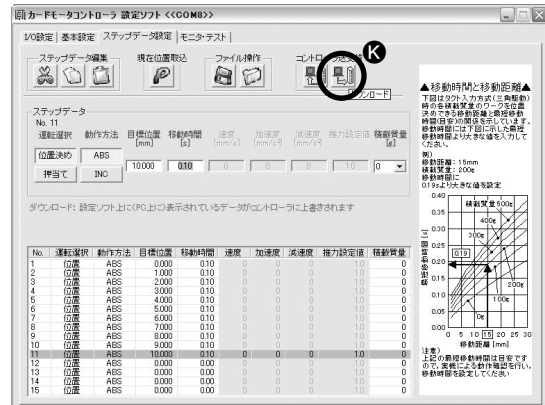 カードモータコントローラ 設定ソフト <<COM8>>
I/O設定 基本設定 ステップデータ設定 モニタ・テスト
ステップデータ編集 現在位置取込 ファイル操作
K
ダウンロード
ステップデータ
No. 11
運転選択 動作方法 目標位置 [mm] 移動時間 [s] 速度 [mm/s] 加速度 [mm/s²] 減速度 [mm/s²] 推力設定値 積載質量 [g]
位置決め ABS 10.000 0.10 0 0 0 1.0 0
押当て INC
ダウンロード: 設定ソフト上に(PC上に)表示されているデータがコントローラに上書きされます
No. 運転選択 動作方法 目標位置 移動時間 速度 加速度 減速度 推力設定値 積載質量
1 位置 ABS 0.000 0.10 0 0 0 1.0 0
2 位置 ABS 1.000 0.10 0 0 0 1.0 0
3 位置 ABS 2.000 0.10 0 0 0 1.0 0
4 位置 ABS 3.000 0.10 0 0 0 1.0 0
5 位置 ABS 4.000 0.10 0 0 0 1.0 0
6 位置 ABS 5.000 0.10 0 0 0 1.0 0
7 位置 ABS 6.000 0.10 0 0 0 1.0 0
8 位置 ABS 7.000 0.10 0 0 0 1.0 0
9 位置 ABS 8.000 0.10 0 0 0 1.0 0
10 位置 ABS 9.000 0.10 0 0 0 1.0 0
11 位置 ABS 10.000 0.10 0 0 0 1.0 0
12 位置 ABS 0.000 0.00 0 0 0 1.0 0
13 位置 ABS 0.000 0.00 0 0 0 1.0 0
14 位置 ABS 0.000 0.00 0 0 0 1.0 0
15 位置 ABS 0.000 0.00 0 0 0 1.0 0
▲移動時間と移動距離▲
下図はタクト入力方式(三角駆動)
時の各積載質量のワークを位置
決めできる移動距離と最短移動
時間(目安)の関係を示しています。
移動時間には下図に示した最短
移動時間より大きな値を入力して
ください。
例)
移動距離:15mm
積載質量:200g
移動時間に
0.19sより大きな値を設定
0.40
積載質量500g
0.35
400g
0.30
300g
0.25
0.20
0.19
0.15
0.10
200g
100g
0.05
0g
0.00
0 5 10 15 20 25 30
最短移動時間 [s]
移動距離 [mm]
注意)
上記の最短移動時間は目安です
ので、実機による動作確認を行い、
移動時間を設定してください